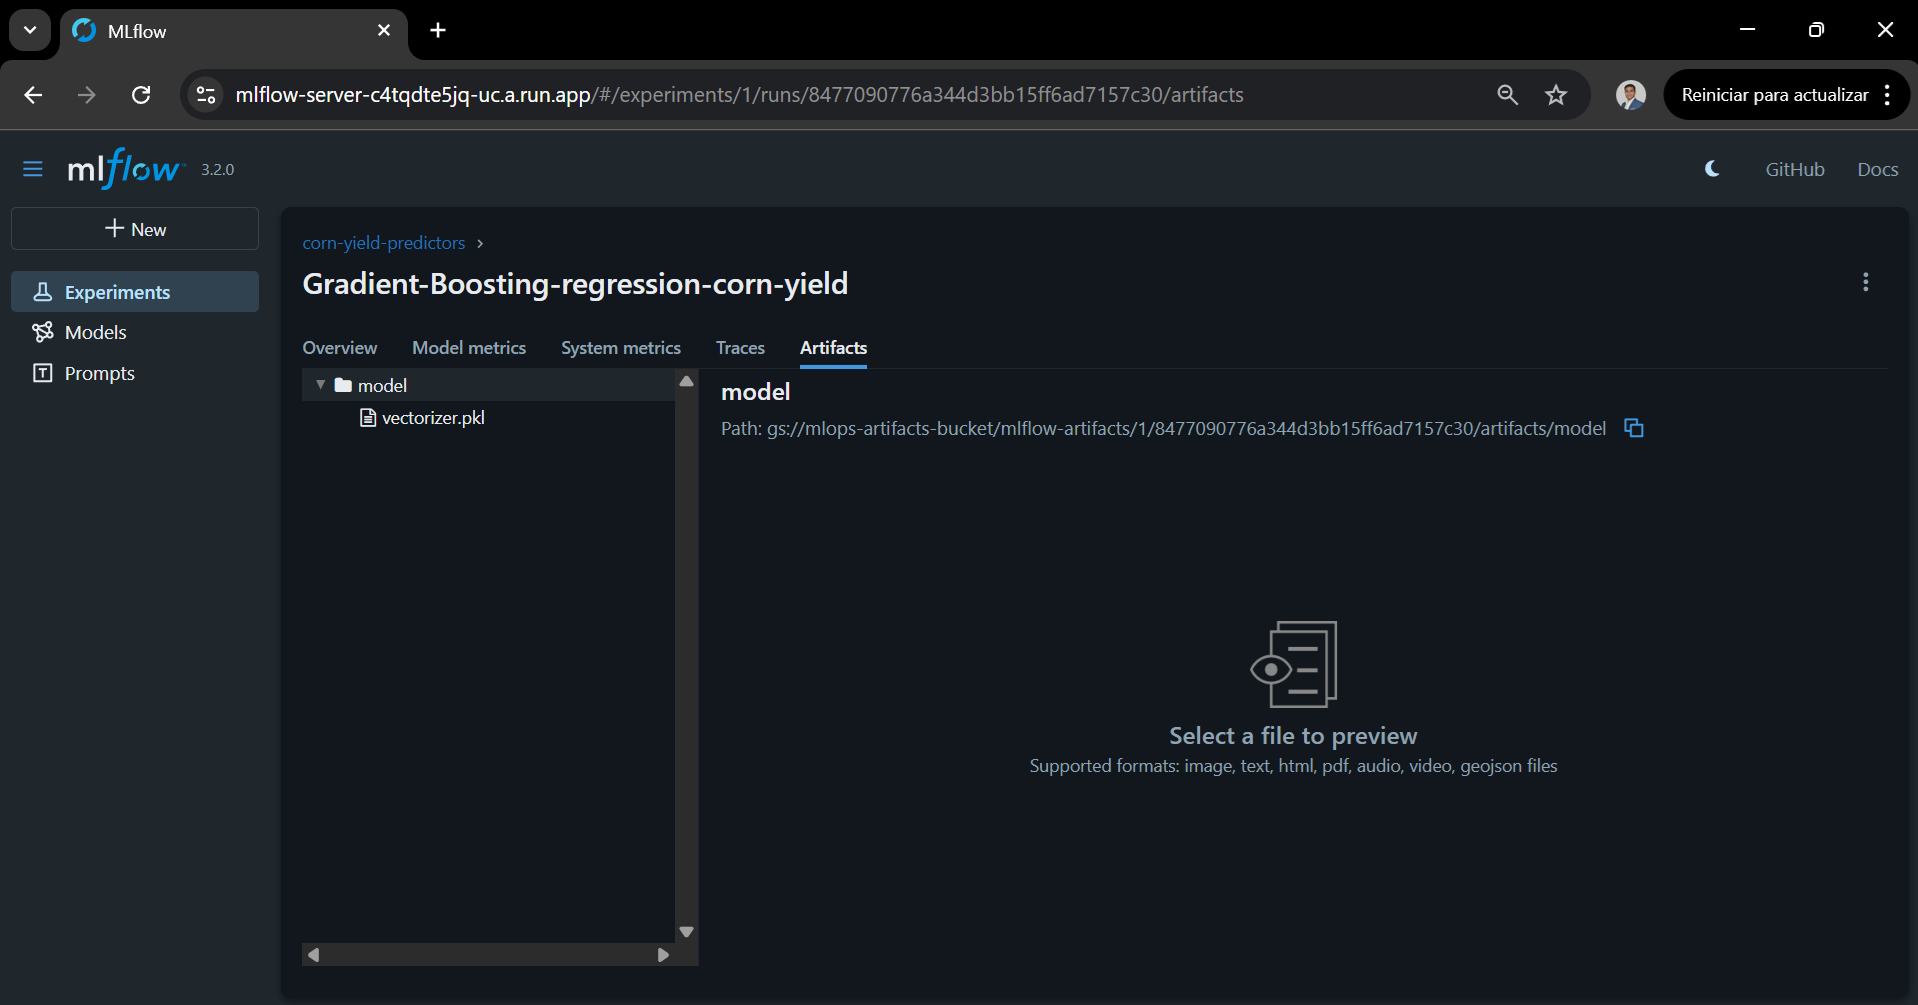 MLflow
mlflow-server-c4tqdte5jq-uc.a.run.app/#/experiments/1/runs/8477090776a344d3bb15ff6ad7157c30/artifacts
Reiniciar para actualizar
mlflow 3.2.0
GitHub
Docs
New
Experiments
Models
Prompts
corn-yield-predictors
Gradient-Boosting-regression-corn-yield
Overview
Model metrics
System metrics
Traces
Artifacts
model
vectorizer.pkl
model
Path: gs://mlops-artifacts-bucket/mlflow-artifacts/1/8477090776a344d3bb15ff6ad7157c30/artifacts/model
Select a file to preview
Supported formats: image, text, html, pdf, audio, video, geojson files